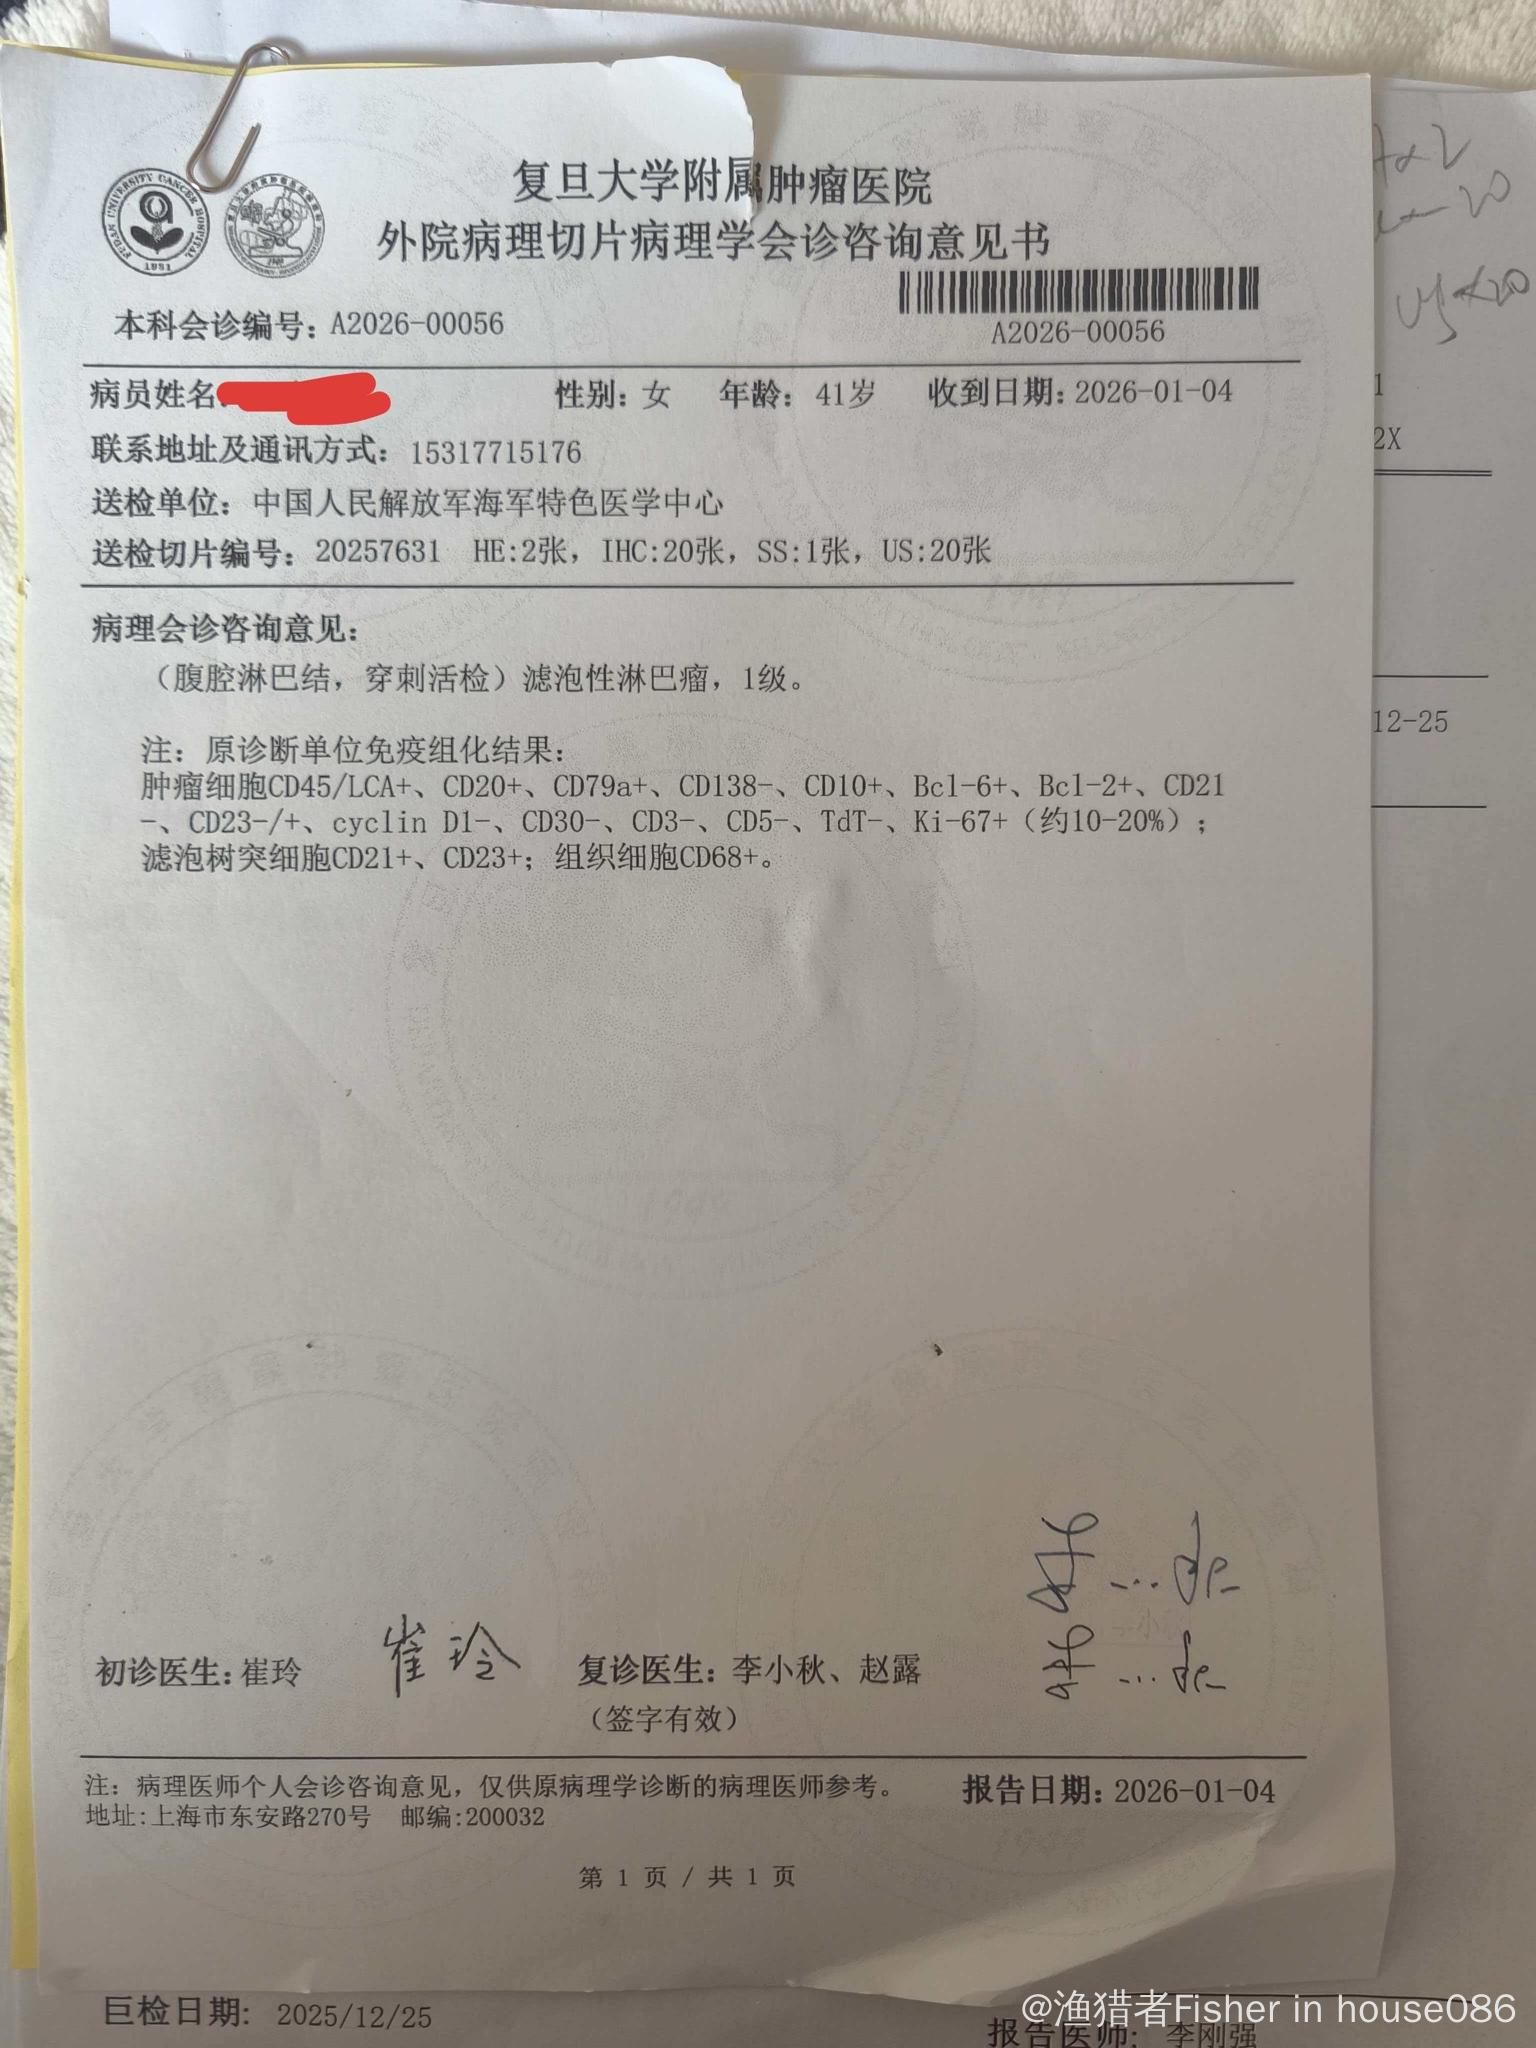 复旦大学附属肿瘤医院
外院病理切片病理学会诊咨询意见书
FUDAN UNIVERSITY CANCER HOSPITAL
1931
本科会诊编号：A2026-00056
A2026-00056
病员姓名：
性别：女 年龄：41岁 收到日期：2026-01-04
联系地址及通讯方式：15317715176
送检单位：中国人民解放军海军特色医学中心
送检切片编号：20257631 HE:2张，IHC:20张，SS:1张，US:20张
病理会诊咨询意见：
（腹腔淋巴结，穿刺活检）滤泡性淋巴瘤，1级。
注：原诊断单位免疫组化结果：
肿瘤细胞CD45/LCA+、CD20+、CD79a+、CD138-、CD10+、Bcl-6+、Bcl-2+、CD21
-、CD23-/+、cyclin D1-、CD30-、CD3-、CD5-、TdT-、Ki-67+（约10-20%）；
滤泡树突细胞CD21+、CD23+；组织细胞CD68+。
初诊医生：崔玲 崔玲 复诊医生：李小秋、赵露
（签字有效）
注：病理医师个人会诊咨询意见，仅供原病理学诊断的病理医师参考。 报告日期：2026-01-04
地址：上海市东安路270号 邮编：200032
第 1 页 / 共 1 页
1
2X
12-25
巨检日期： 2025/12/25
报告医师： 李刚强
@渔猎者Fisher in house086